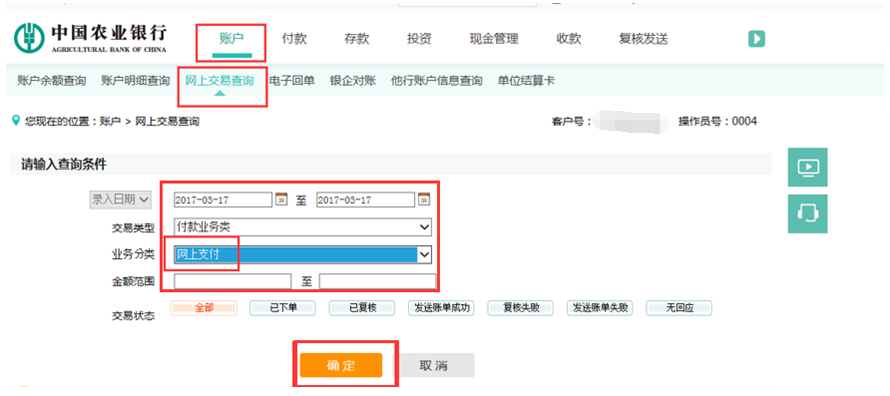 中国农业银行
AGRICULTURAL BANK OF CHINA
账户 付款 存款 投资 现金管理 收款 复核发送
账户余额查询 账户明细查询 网上交易查询 电子回单 银企对账 他行账户信息查询 单位结算卡
您现在的位置：账户 > 网上交易查询 客户号： 操作员号：0004
请输入查询条件
录入日期 2017-03-17 至 2017-03-17
交易类型 付款业务类
业务分类 网上支付
金额范围 至
交易状态 全部 已下单 已复核 发送账单成功 复核失败 发送账单失败 无回应
确定 取消